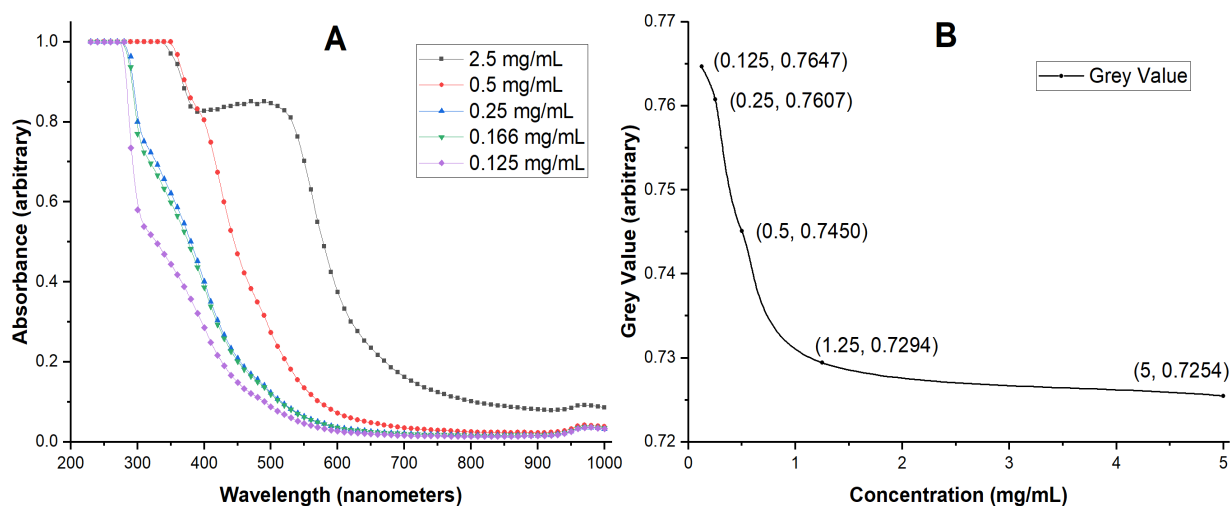 A
1.0
0.8
0.6
0.4
0.2
0.0
Absorbance (arbitrary)
2.5 mg/mL
0.5 mg/mL
0.25 mg/mL
0.166 mg/mL
0.125 mg/mL
200 300 400 500 600 700 800 900 1000
Wavelength (nanometers)
B
0.77
0.76
0.75
0.74
0.73
0.72
Grey Value (arbitrary)
Grey Value
(0.125, 0.7647)
(0.25, 0.7607)
(0.5, 0.7450)
(1.25, 0.7294)
(5, 0.7254)
0 1 2 3 4 5
Concentration (mg/mL)